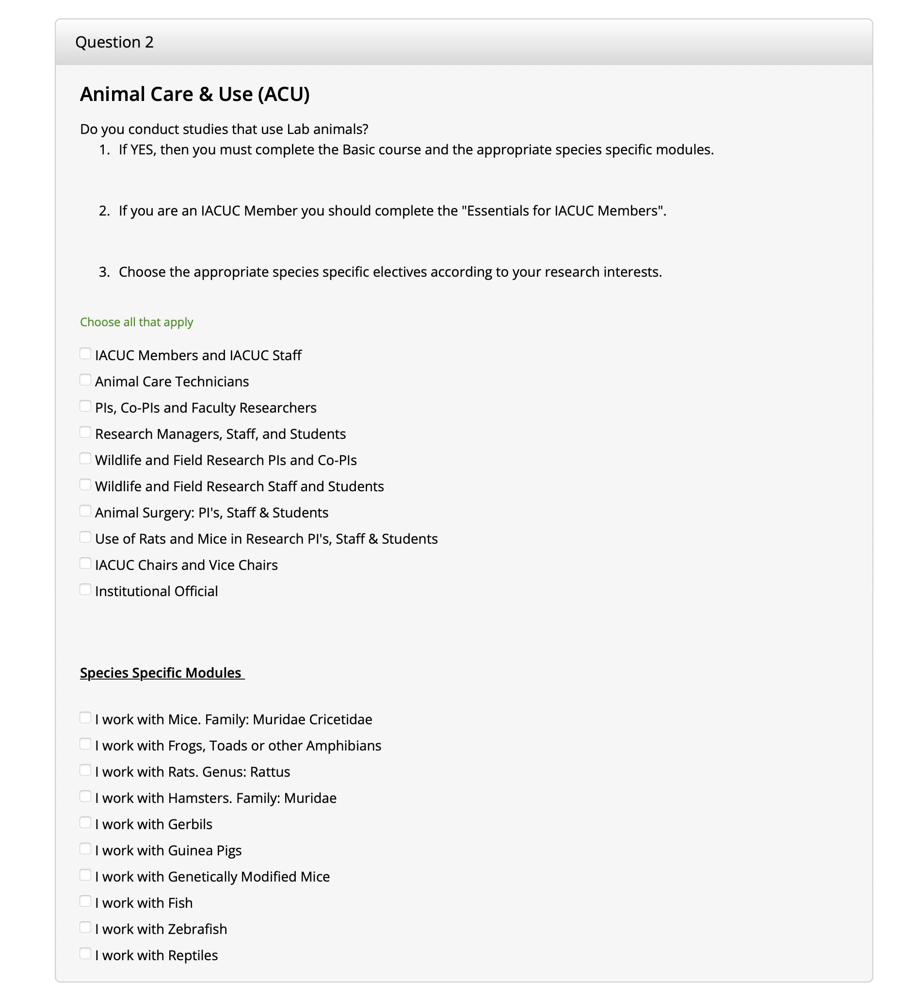 Question 2
Animal Care & Use (ACU)
Do you conduct studies that use Lab animals?
1. If YES, then you must complete the Basic course and the appropriate species specific modules.
2. If you are an IACUC Member you should complete the "Essentials for IACUC Members".
3. Choose the appropriate species specific electives according to your research interests.
Choose all that apply
IACUC Members and IACUC Staff
Animal Care Technicians
PIs, Co-PIs and Faculty Researchers
Research Managers, Staff, and Students
Wildlife and Field Research PIs and Co-PIs
Wildlife and Field Research Staff and Students
Animal Surgery: PI's, Staff & Students
Use of Rats and Mice in Research PI's, Staff & Students
IACUC Chairs and Vice Chairs
Institutional Official
Species Specific Modules
I work with Mice. Family: Muridae Cricetidae
I work with Frogs, Toads or other Amphibians
I work with Rats. Genus: Rattus
I work with Hamsters. Family: Muridae
I work with Gerbils
I work with Guinea Pigs
I work with Genetically Modified Mice
I work with Fish
I work with Zebrafish
I work with Reptiles